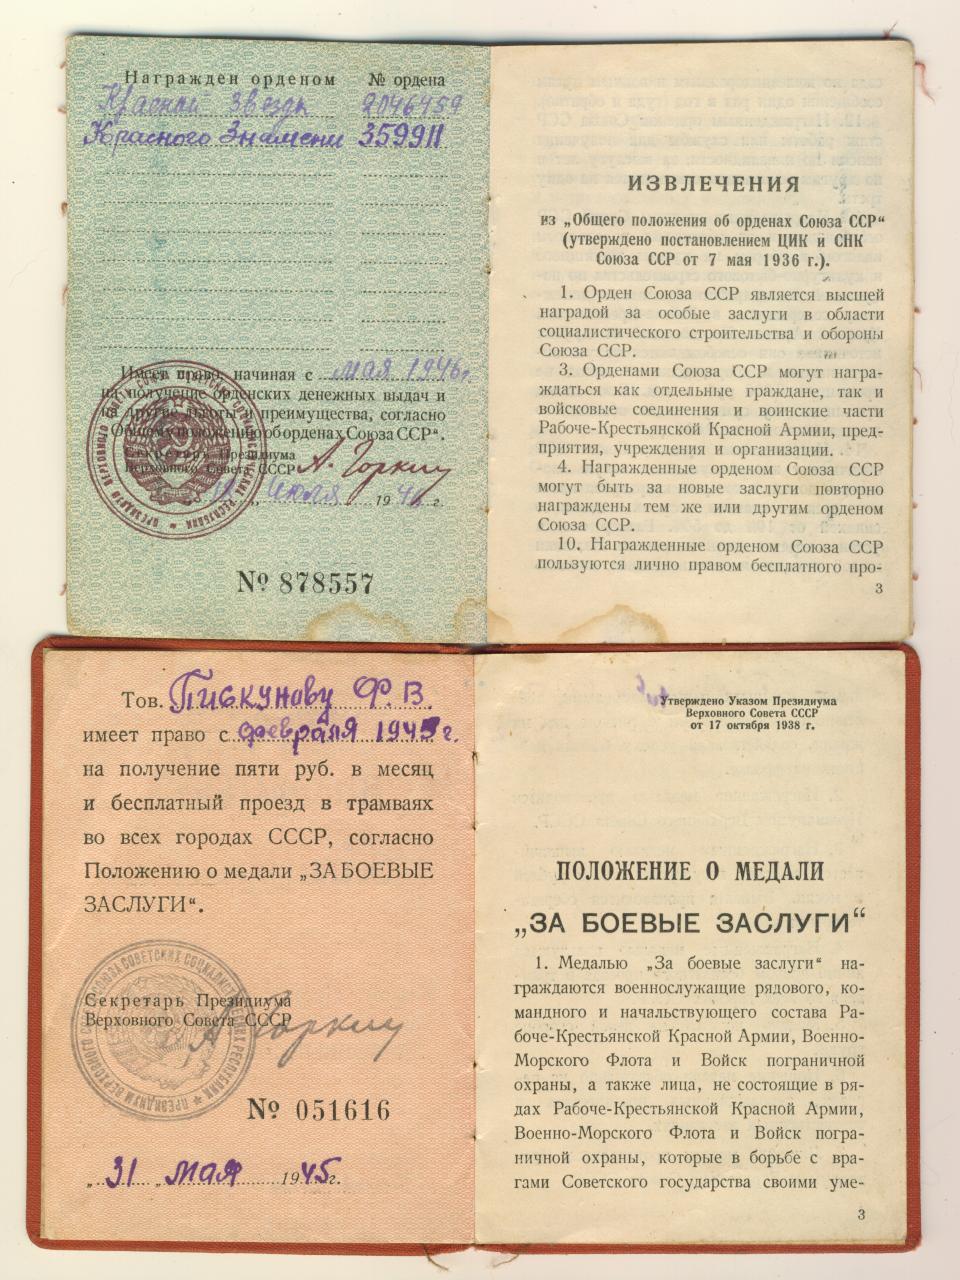 Награжден орденом № ордена
Красной Звезды 2046459
Красного Знамени 359911
Имеет право, начиная с мая 1946 г.
на получение орденских денежных выдач и
на другие льготы и преимущества, согласно
„Общему положению об орденах Союза ССР“.
Секретарь Президиума
Верховного Совета СССР А. Горкин
июля 1946 г.
№ 878557
ИЗВЛЕЧЕНИЯ
из „Общего положения об орденах Союза ССР“
(утверждено постановлением ЦИК и СНК
Союза ССР от 7 мая 1936 г.).
1. Орден Союза ССР является высшей
наградой за особые заслуги в области
социалистического строительства и обороны
Союза ССР.
3. Орденами Союза ССР могут награ-
ждаться как отдельные граждане, так и
войсковые соединения и воинские части
Рабоче-Крестьянской Красной Армии, пред-
приятия, учреждения и организации.
4. Награжденные орденом Союза ССР
могут быть за новые заслуги повторно
награждены тем же или другим орденом
Союза ССР.
10. Награжденные орденом Союза ССР
пользуются лично правом бесплатного про-
3
Тов. Пискунову Ф. В.
имеет право с февраля 1945 г.
на получение пяти руб. в месяц
и бесплатный проезд в трамваях
во всех городах СССР, согласно
Положению о медали „ЗА БОЕВЫЕ
ЗАСЛУГИ“.
Секретарь Президиума
Верховного Совета СССР А Горкин
№ 051616
„31„ мая 1945 г.
Утверждено Указом Президиума
Верховного Совета СССР
от 17 октября 1938 г.
ПОЛОЖЕНИЕ О МЕДАЛИ
„ЗА БОЕВЫЕ ЗАСЛУГИ“
1. Медалью „За боевые заслуги“ на-
граждаются военнослужащие рядового, ко-
мандного и начальствующего состава Ра-
боче-Крестьянской Красной Армии, Военно-
Морского Флота и Войск пограничной
охраны, а также лица, не состоящие в ря-
дах Рабоче-Крестьянской Красной Армии,
Военно-Морского Флота и Войск погра-
ничной охраны, которые в борьбе с вра-
гами Советского государства своими уме-
3